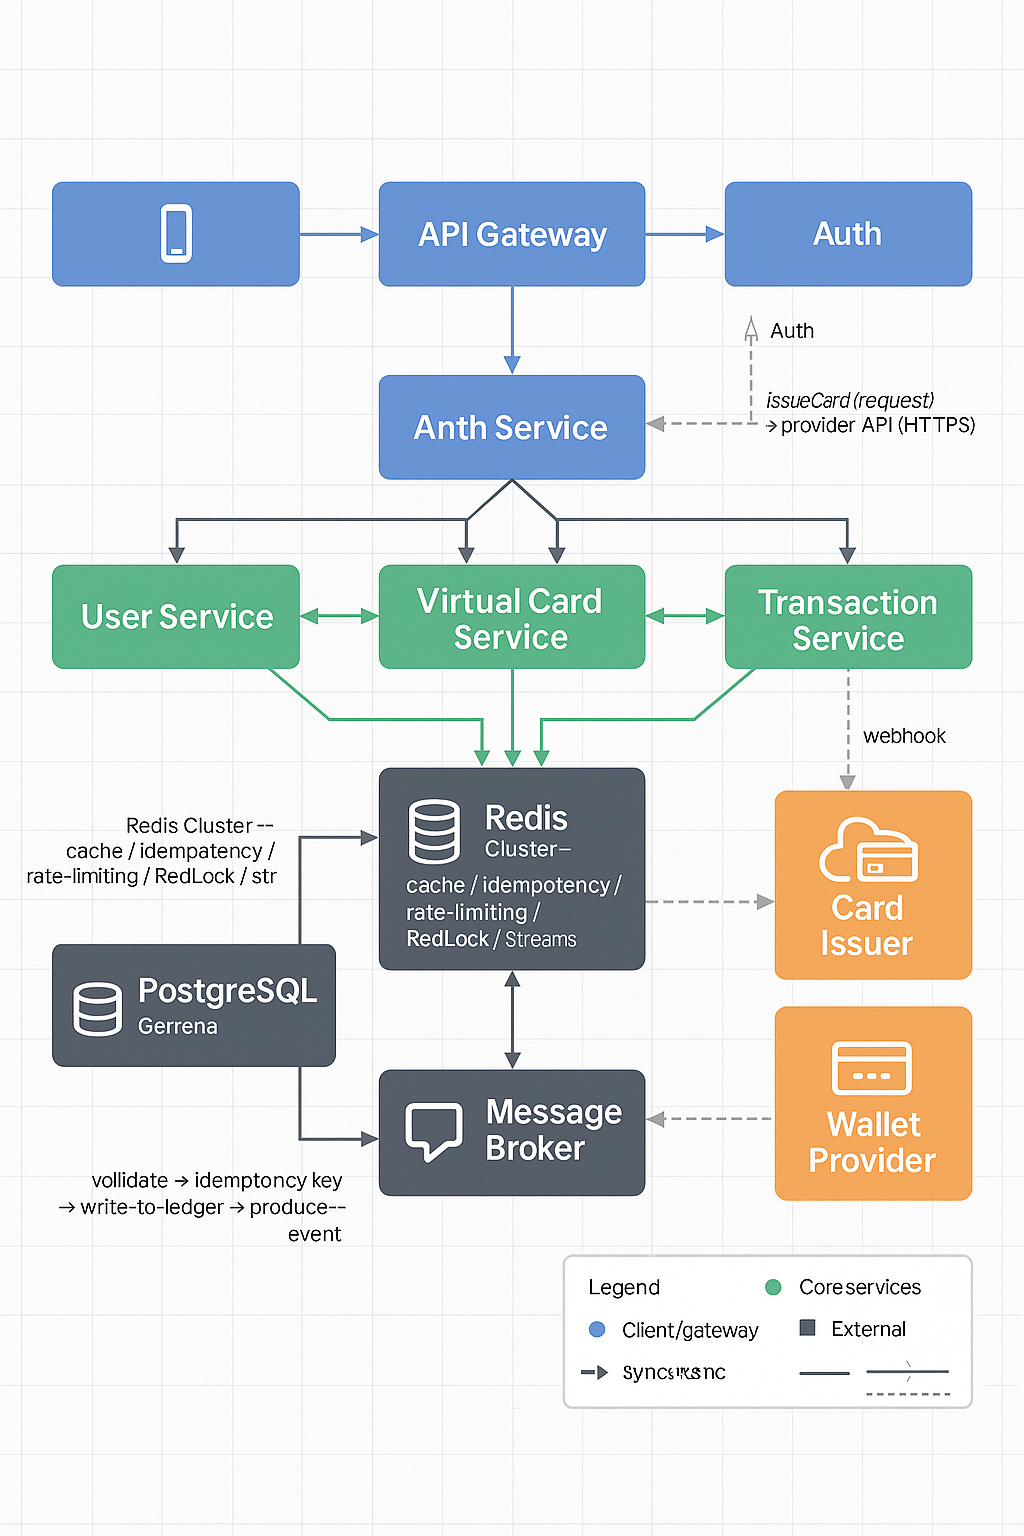 API Gateway
Auth
Auth
issueCard (request)
→ provider API (HTTPS)
Anth Service
User Service
Virtual Card
Service
Transaction
Service
webhook
Redis Cluster --
cache / idempatency /
rate-limiting / RedLock / str
Redis
Cluster–
cache / idempotency /
rate-limiting /
RedLock / Streams
Card
Issuer
PostgreSQL
Gerrena
Message
Broker
Wallet
Provider
vollidate → idemptoncy key
→ write-to-ledger → produce--
event
Legend
Coreservices
Client/gateway
External